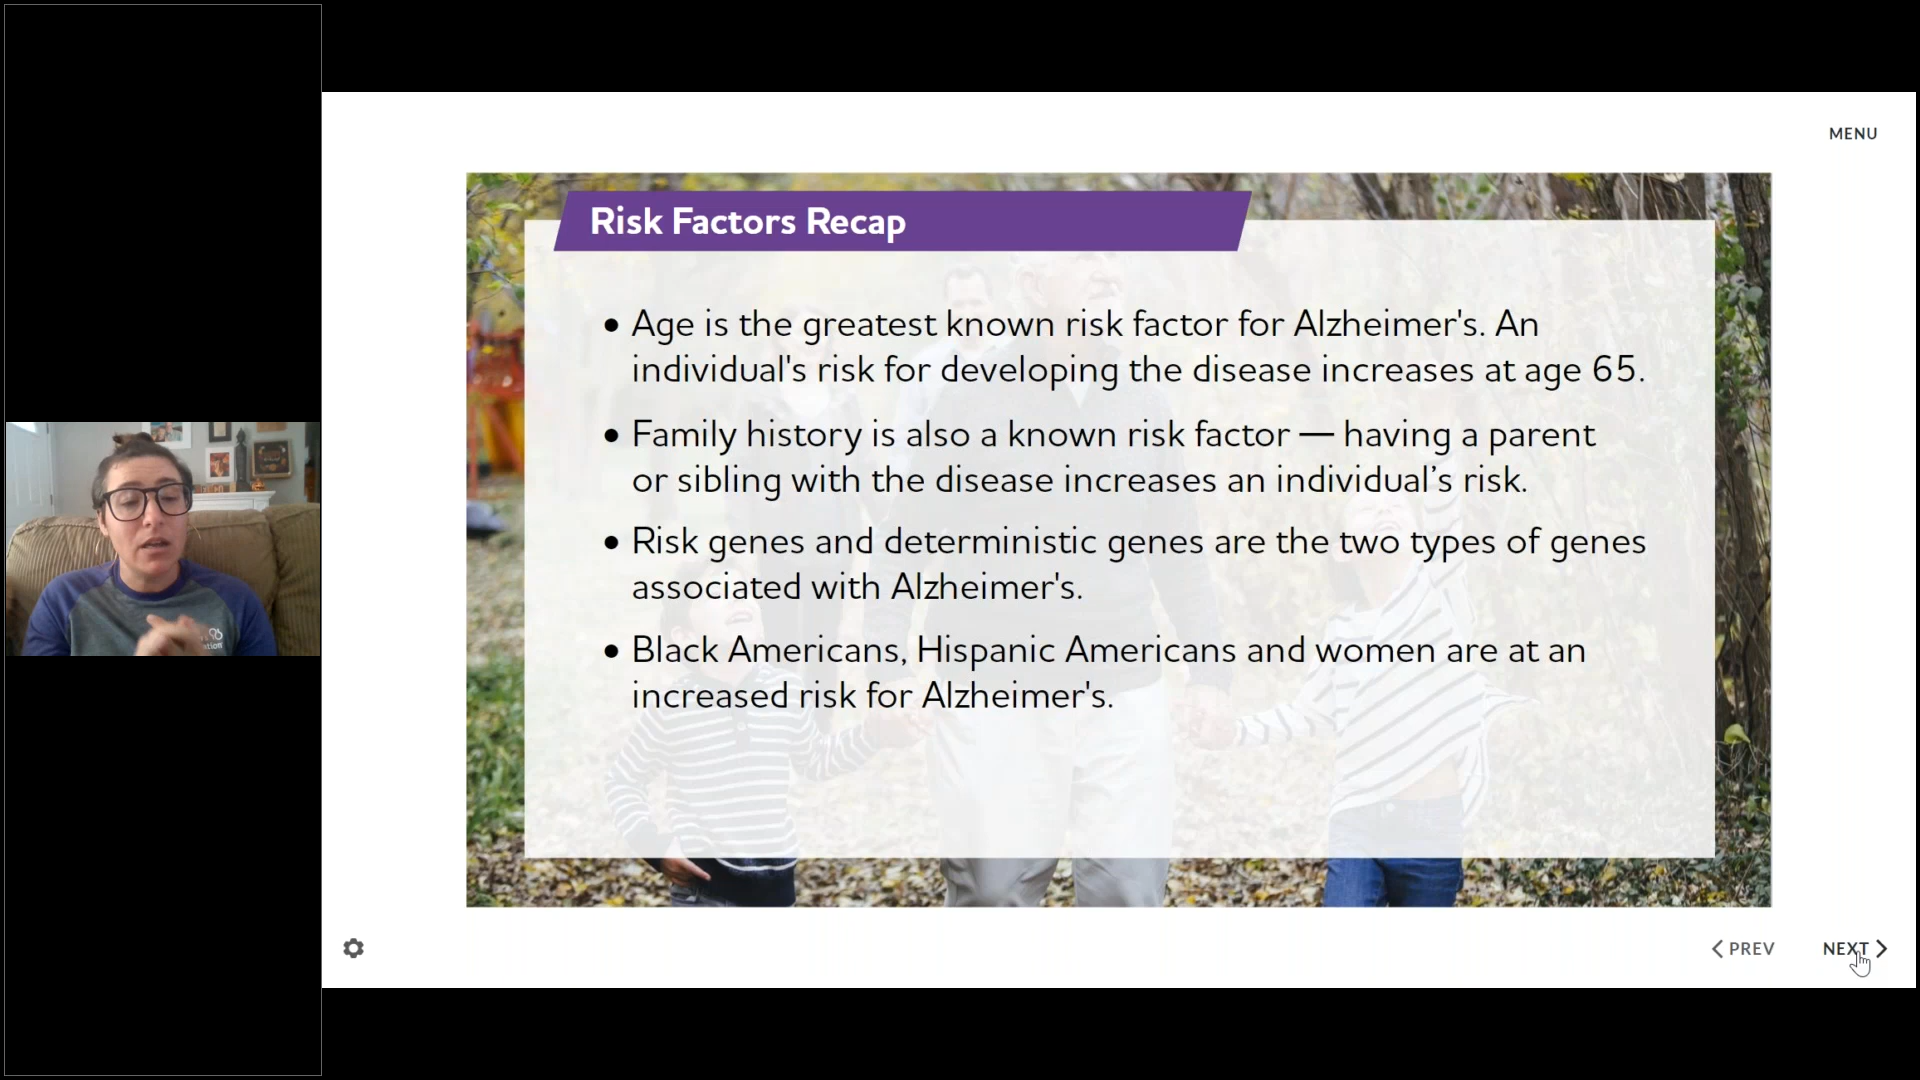 MENU
Risk Factors Recap
• Age is the greatest known risk factor for Alzheimer's. An
individual's risk for developing the disease increases at age 65.
• Family history is also a known risk factor — having a parent
or sibling with the disease increases an individual’s risk.
• Risk genes and deterministic genes are the two types of genes
associated with Alzheimer's.
• Black Americans, Hispanic Americans and women are at an
increased risk for Alzheimer's.
PREV
NEXT